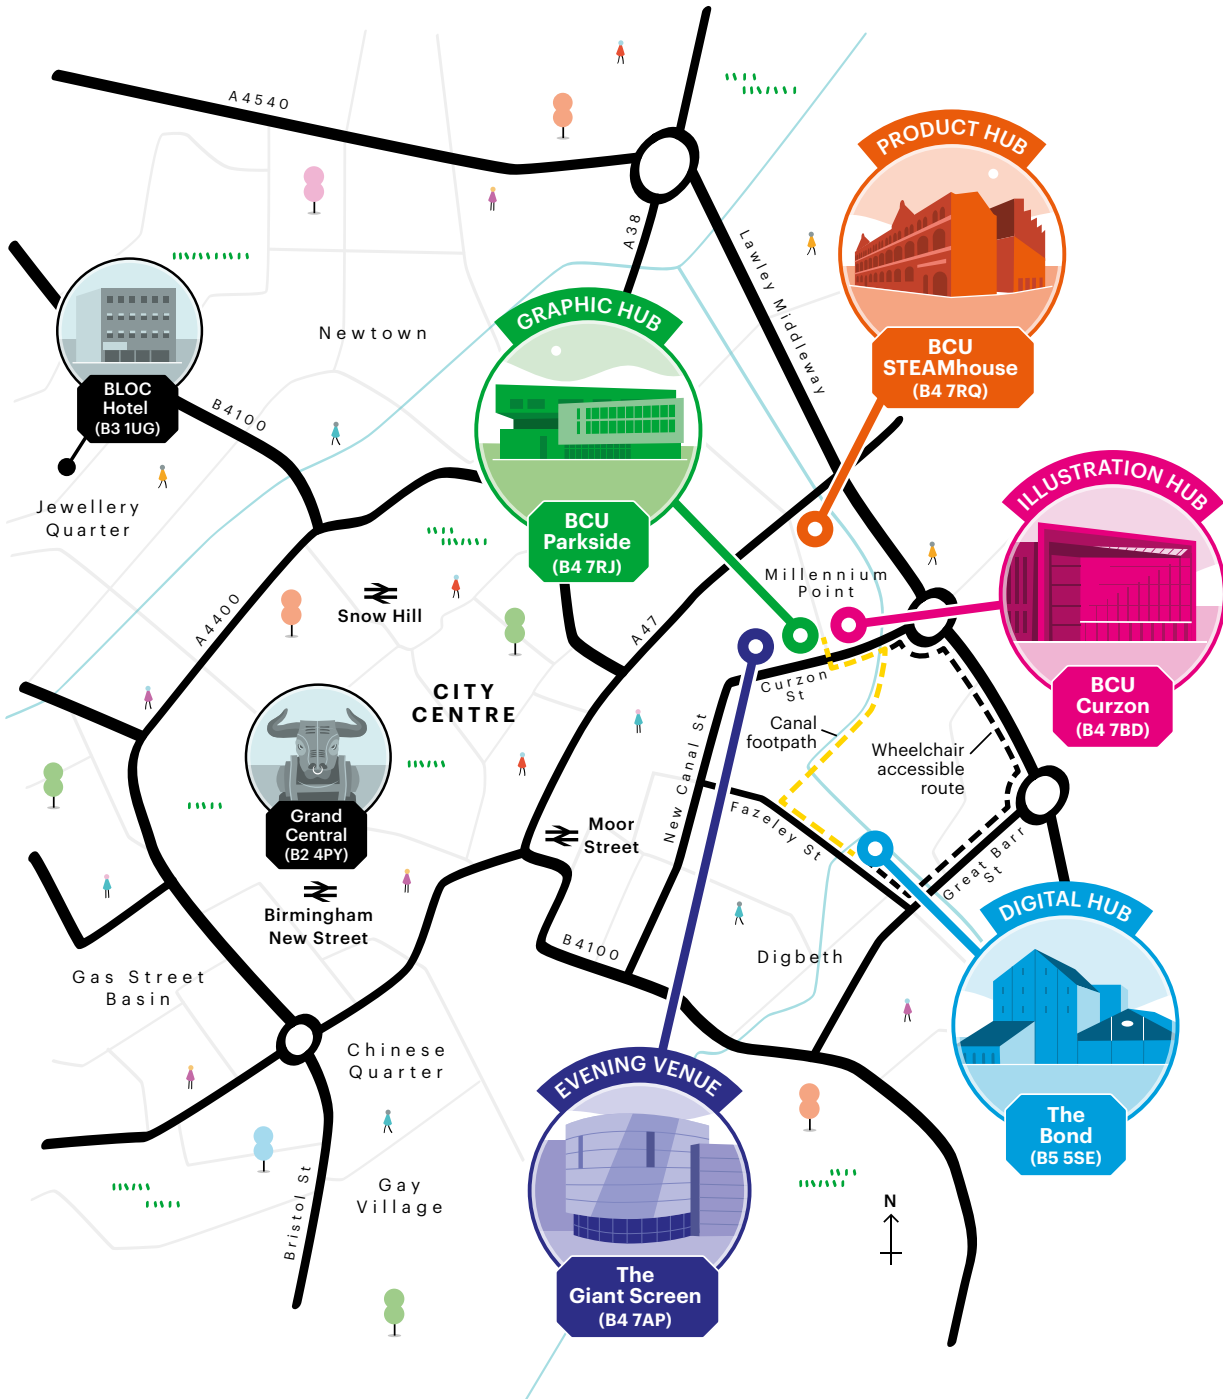 A4540
PRODUCT HUB
BCU
STEAMhouse
(B4 7RQ)
A38
Lawley Middleway
Newtown
GRAPHIC HUB
BCU
Parkside
(B4 7RJ)
BLOC
Hotel
(B3 1UG)
B4100
Jewellery
Quarter
ILLUSTRATION HUB
BCU
Curzon
(B4 7BD)
Millennium
Point
Snow Hill
A4400
A47
CITY
CENTRE
Curzon
St
Canal
footpath
Wheelchair
accessible
route
New Canal St
Fazeley St
Great Barr
St
Grand
Central
(B2 4PY)
Moor
Street
Birmingham
New Street
B4100
Digbeth
DIGITAL HUB
The
Bond
(B5 5SE)
Gas Street
Basin
Chinese
Quarter
EVENING VENUE
The
Giant Screen
(B4 7AP)
Bristol St
Gay
Village
N